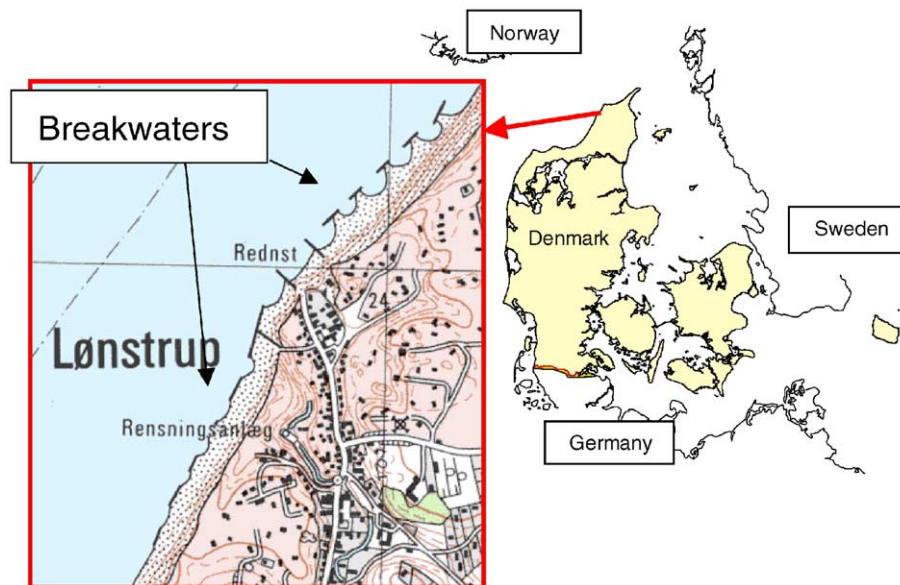 Norway
Breakwaters
Rednst
Denmark
Sweden
24
Lønstrup
Rensningsanlæg
Germany